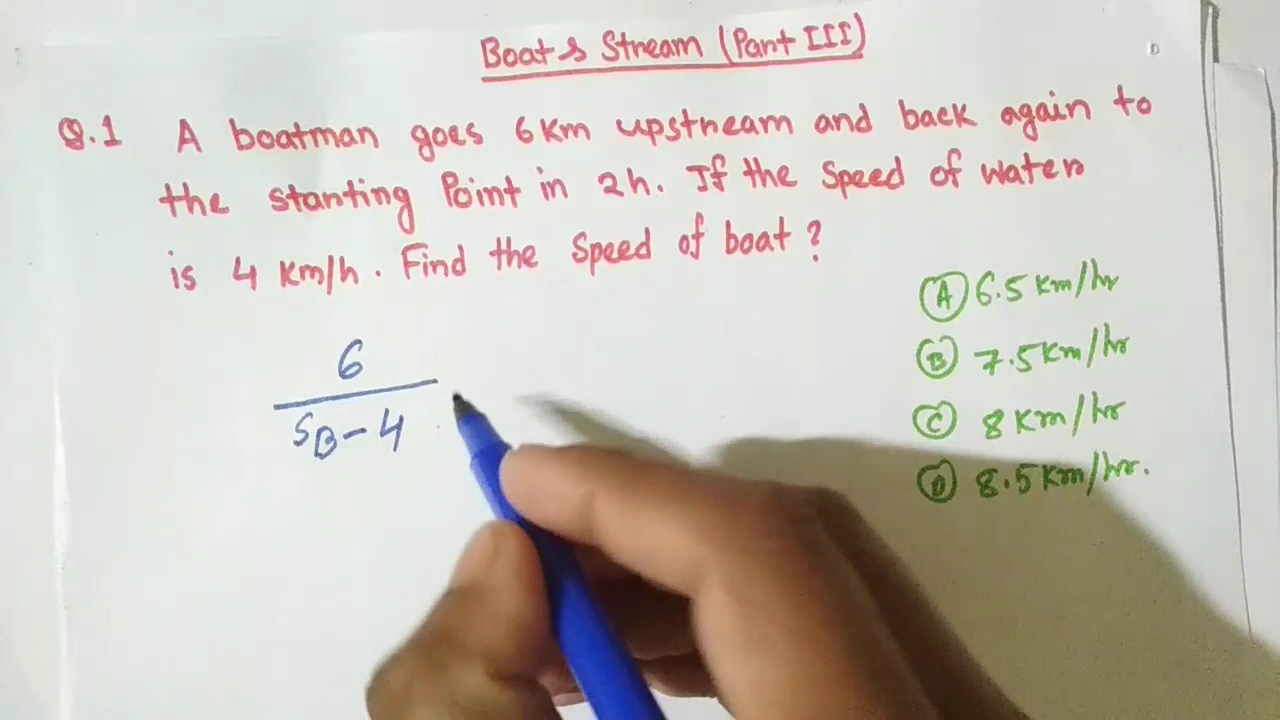 Boat & Stream (Part III)
Q.1 A boatman goes 6 Km upstream and back again to
the starting Point in 2h. If the Speed of water
is 4 Km/h. Find the Speed of boat?
(A) 6.5 Km/hr
(B) 7.5 Km/hr
(C) 8 Km/hr
(D) 8.5 Km/hr.
6
SB-4